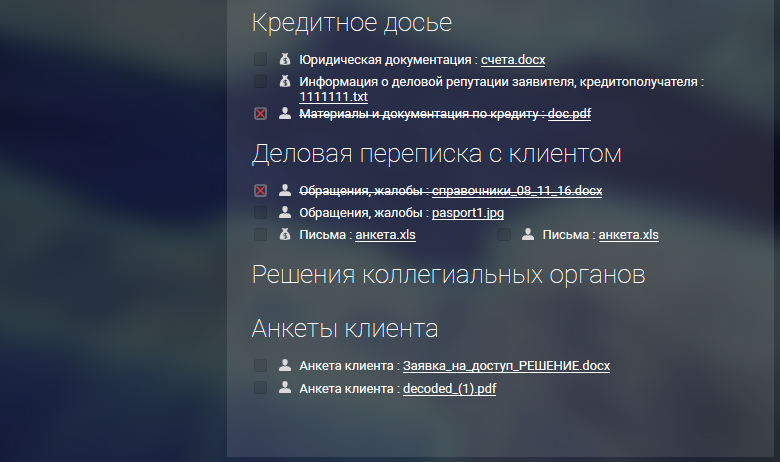 Кредитное досье
Юридическая документация : счета.docx
Информация о деловой репутации заявителя, кредитополучателя :
1111111.txt
Материалы и документация по кредиту : doc.pdf
Деловая переписка с клиентом
Обращения, жалобы : справочники_08_11_16.docx
Обращения, жалобы : pasport1.jpg
Письма : анкета.xls Письма : анкета.xls
Решения коллегиальных органов
Анкеты клиента
Анкета клиента : Заявка_на_доступ_РЕШЕНИЕ.docx
Анкета клиента : decoded_(1).pdf